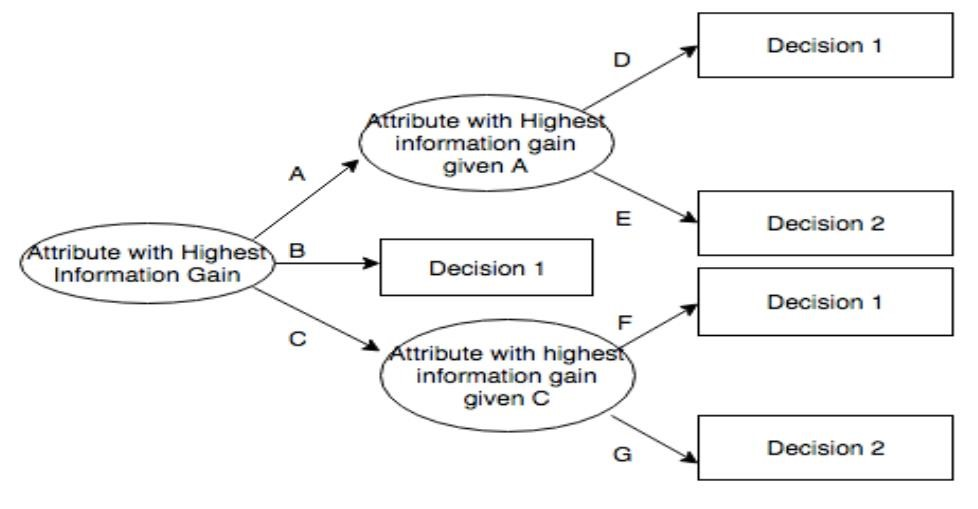 D
Decision 1
Attribute with Highest
information gain
given A
A
E
Decision 2
Attribute with Highest
Information Gain
B
Decision 1
C
F
Decision 1
Attribute with highest
information gain
given C
G
Decision 2